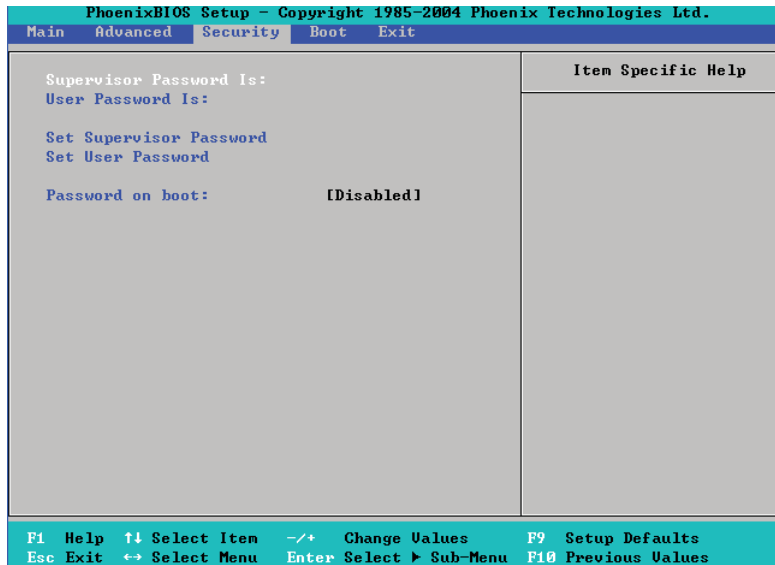 PhoenixBIOS Setup - Copyright 1985-2004 Phoenix Technologies Ltd.
Main Advanced Security Boot Exit
Item Specific Help
Supervisor Password Is:
User Password Is:
Set Supervisor Password
Set User Password
Password on boot: [Disabled]
F1 Help ↑↓ Select Item -/+ Change Values F9 Setup Defaults
Esc Exit ↔ Select Menu Enter Select ▶ Sub-Menu F10 Previous Values